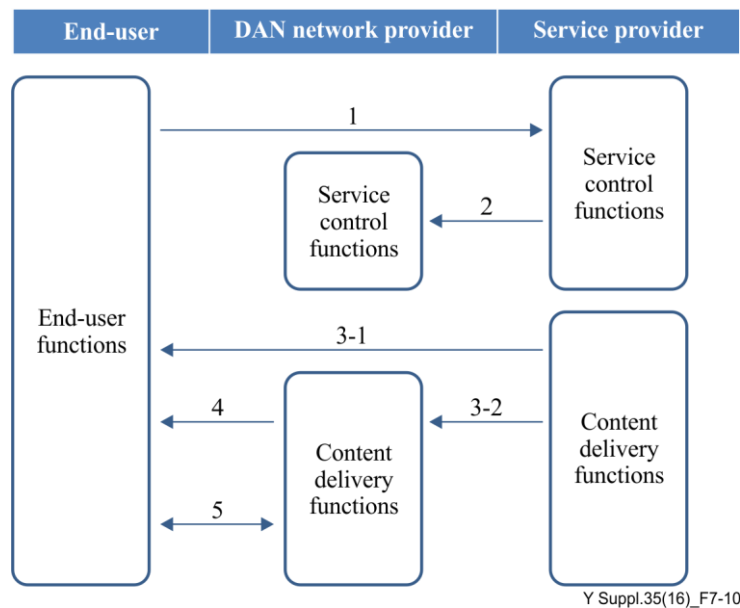 End-user
DAN network provider
Service provider
1
Service
control
functions
Service
control
functions
2
End-user
functions
3-1
4
3-2
Content
delivery
functions
Content
delivery
functions
5
Y Suppl.35(16)_F7-10